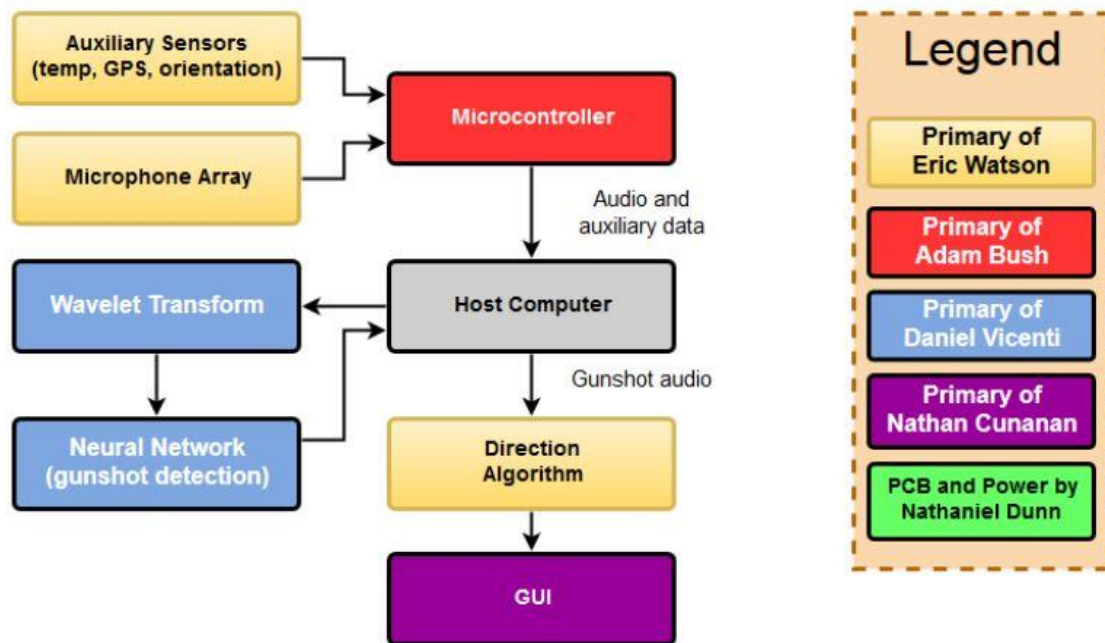 Auxiliary Sensors
(temp, GPS, orientation)
Microcontroller
Microphone Array
Audio and
auxiliary data
Wavelet Transform
Host Computer
Gunshot audio
Neural Network
(gunshot detection)
Direction
Algorithm
GUI
Legend
Primary of
Eric Watson
Primary of
Adam Bush
Primary of
Daniel Vicenti
Primary of
Nathan Cunanan
PCB and Power by
Nathaniel Dunn